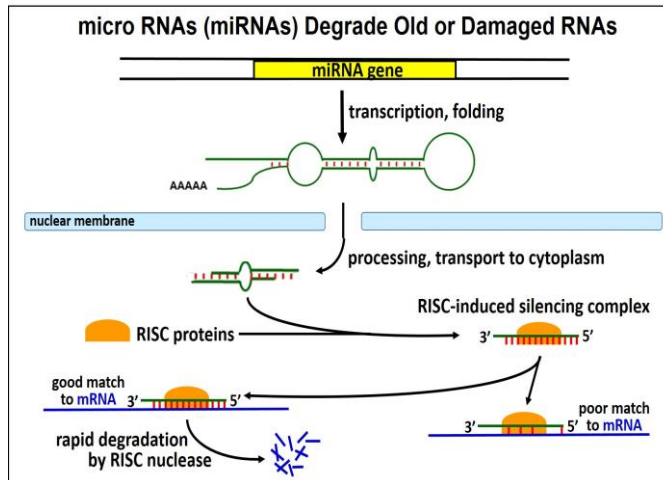 micro RNAs (miRNAs) Degrade Old or Damaged RNAs
miRNA gene
transcription, folding
AAAAA
nuclear membrane
processing, transport to cytoplasm
RISC-induced silencing complex
RISC proteins
3’ 5’
good match
to mRNA
3’ 5’
3’ 5’
poor match
to mRNA
rapid degradation
by RISC nuclease